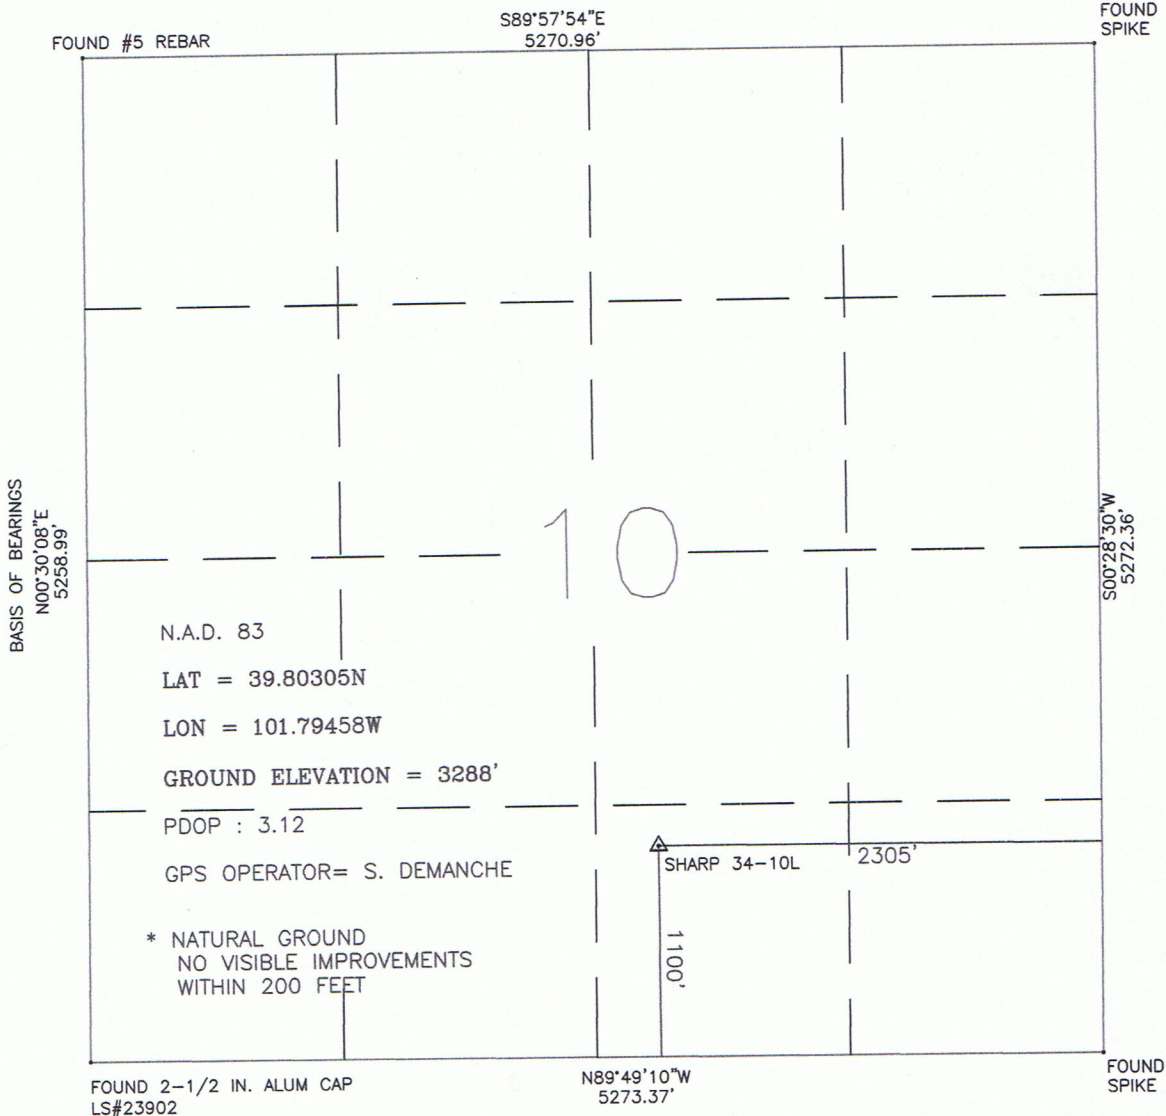 FOUND
SPIKE
S89°57'54"E
5270.96'
FOUND #5 REBAR
BASIS OF BEARINGS
N00°30'08"E
5258.99'
10
S00°28'30"W
5272.36'
N.A.D. 83
LAT = 39.80305N
LON = 101.79458W
GROUND ELEVATION = 3288'
PDOP : 3.12
GPS OPERATOR= S. DEMANCHE
SHARP 34-10L
2305'
1100'
* NATURAL GROUND
NO VISIBLE IMPROVEMENTS
WITHIN 200 FEET
FOUND 2-1/2 IN. ALUM CAP
LS#23902
N89°49'10"W
5273.37'
FOUND
SPIKE